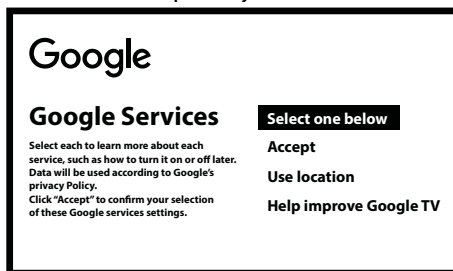 Google
Google Services
Select each to learn more about each
service, such as how to turn it on or off later.
Data will be used according to Google's
privacy Policy.
Click “Accept” to confirm your selection
of these Google services settings.
Select one below
Accept
Use location
Help improve Google TV